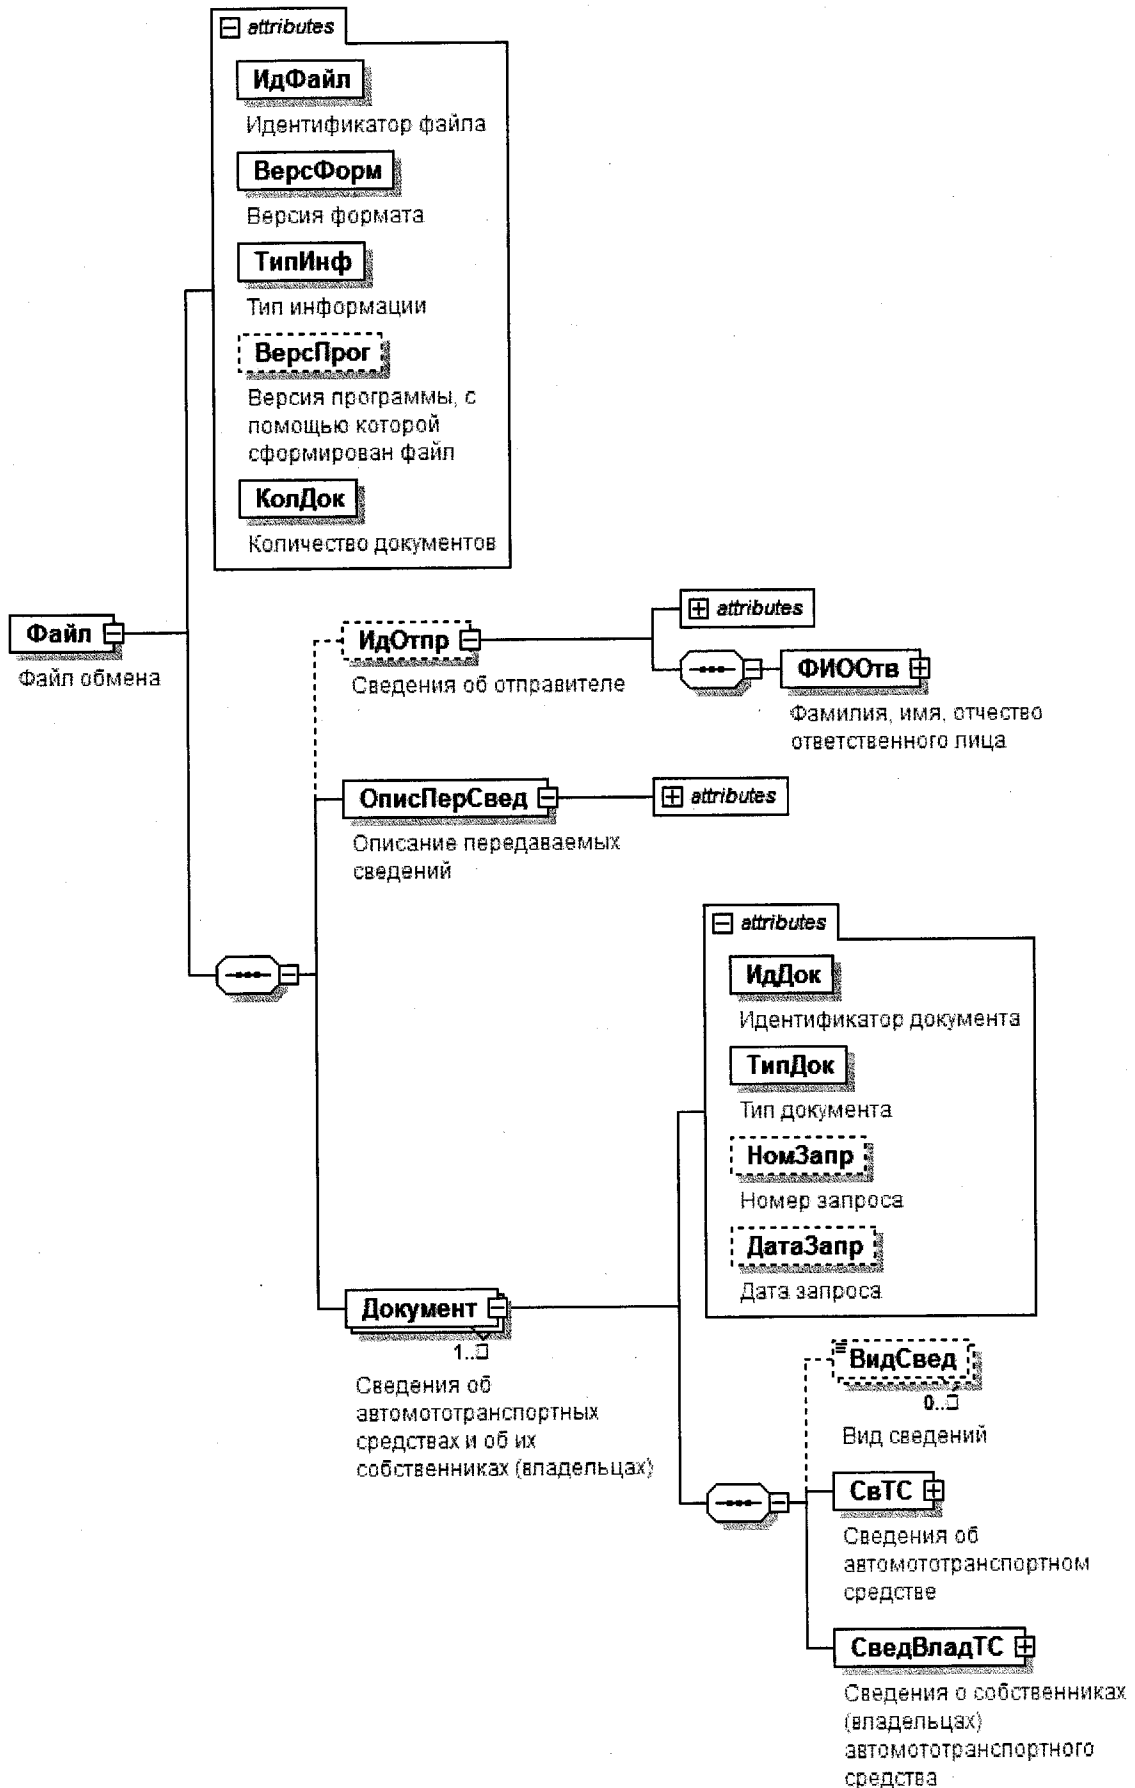 attributes
ИдФайл
Идентификатор файла
ВерсФорм
Версия формата
ТипИнф
Тип информации
ВерсПрог
Версия программы, с
помощью которой
сформирован файл
КолДок
Количество документов
Файл
Файл обмена
ИдОтпр
Сведения об отправителе
attributes
ФИООтв
Фамилия, имя, отчество
ответственного лица
ОписПерСвед
Описание передаваемых
сведений
attributes
attributes
ИдДок
Идентификатор документа
ТипДок
Тип документа
НомЗапр
Номер запроса
ДатаЗапр
Дата запроса
Документ
1..
Сведения об
автомототранспортных
средствах и об их
собственниках (владельцах)
ВидСвед
0..
Вид сведений
СвТС
Сведения об
автомототранспортном
средстве
СведВладТС
Сведения о собственниках
(владельцах)
автомототранспортного
средства